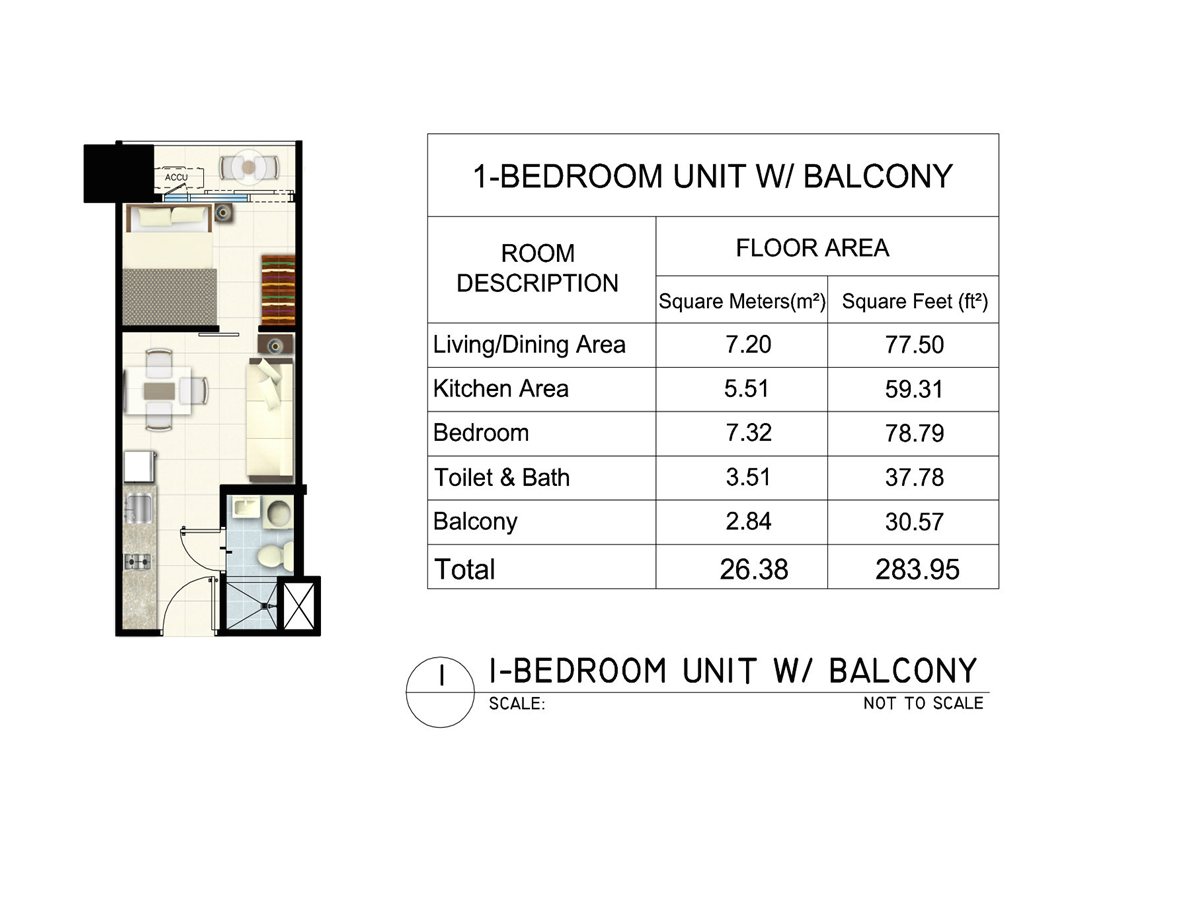 ACCU
1-BEDROOM UNIT W/ BALCONY
ROOM
DESCRIPTION
FLOOR AREA
Square Meters(m²) Square Feet (ft²)
Living/Dining Area 7.20 77.50
Kitchen Area 5.51 59.31
Bedroom 7.32 78.79
Toilet & Bath 3.51 37.78
Balcony 2.84 30.57
Total 26.38 283.95
1 1-BEDROOM UNIT W/ BALCONY
SCALE: NOT TO SCALE